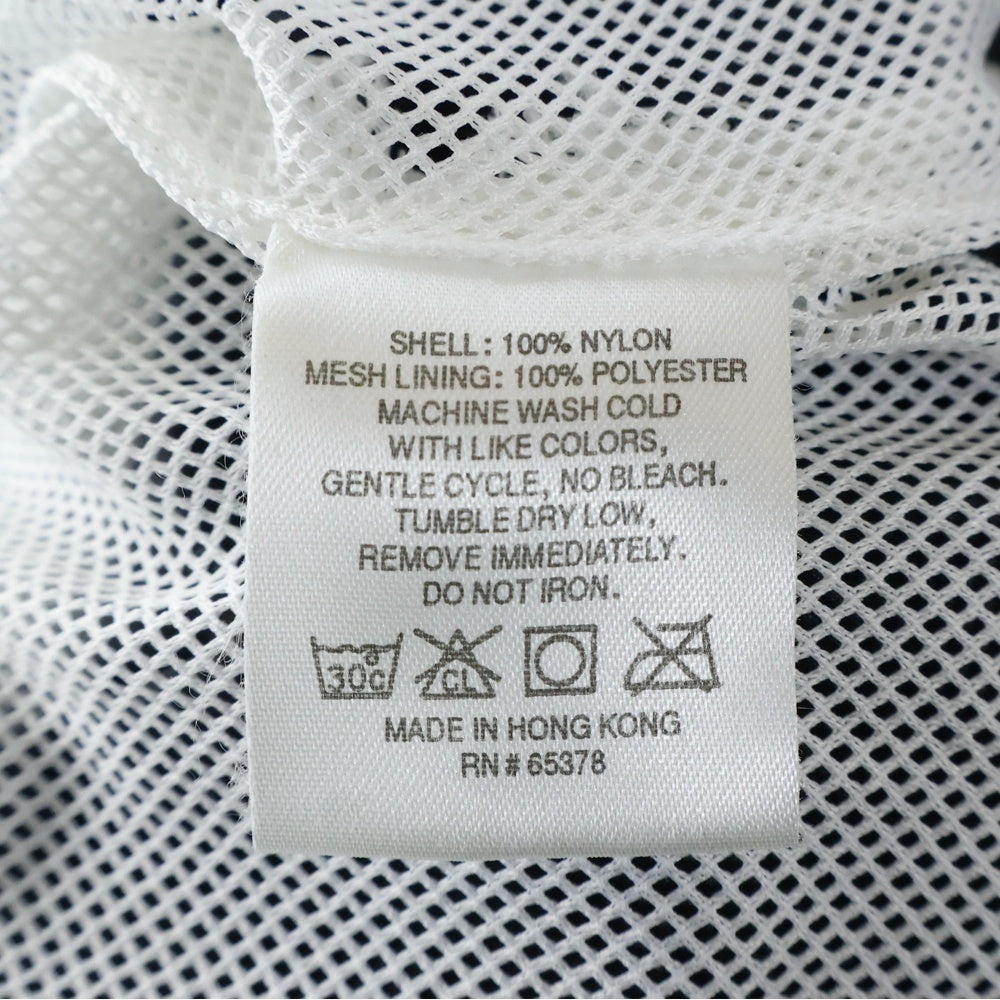 SHELL: 100% NYLON
MESH LINING: 100% POLYESTER
MACHINE WASH COLD
WITH LIKE COLORS,
GENTLE CYCLE, NO BLEACH.
TUMBLE DRY LOW,
REMOVE IMMEDIATELY.
DO NOT IRON.
30c CL
MADE IN HONG KONG
RN # 65378